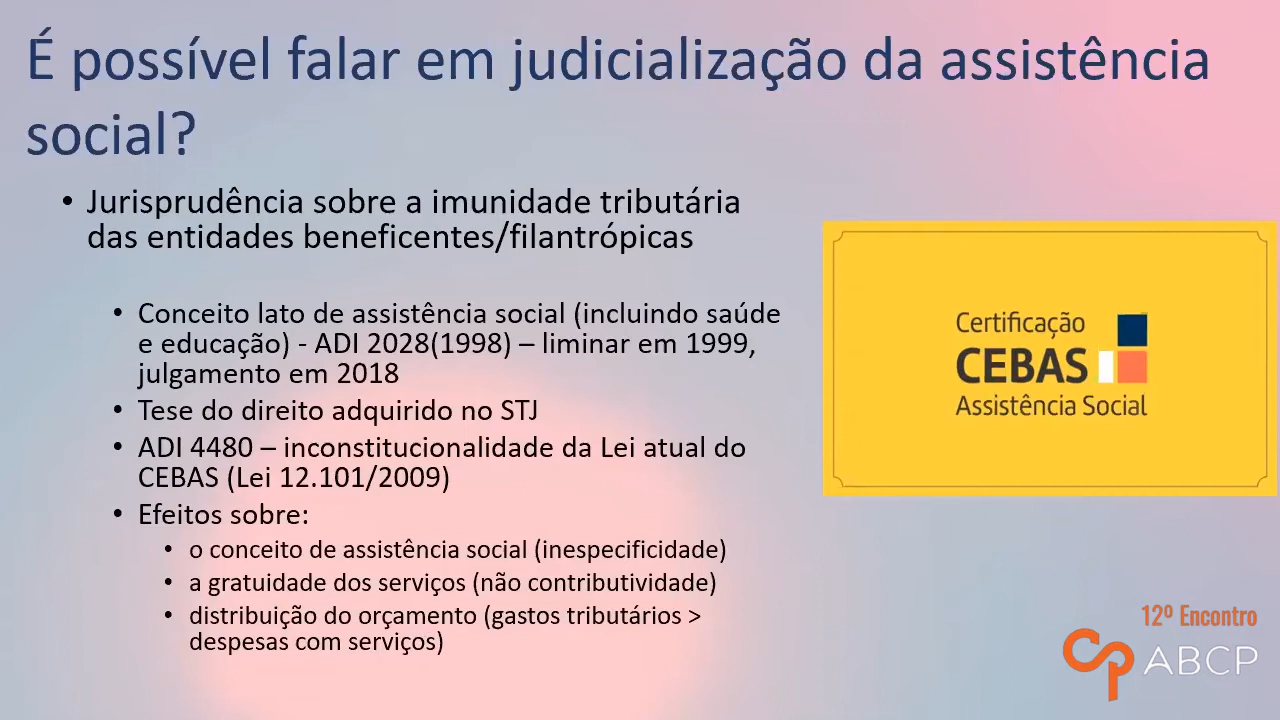 É possível falar em judicialização da assistência
social?
• Jurisprudência sobre a imunidade tributária
das entidades beneficentes/filantrópicas
• Conceito lato de assistência social (incluindo saúde
e educação) - ADI 2028(1998) – liminar em 1999,
julgamento em 2018
• Tese do direito adquirido no STJ
• ADI 4480 – inconstitucionalidade da Lei atual do
CEBAS (Lei 12.101/2009)
• Efeitos sobre:
• o conceito de assistência social (inespecificidade)
• a gratuidade dos serviços (não contributividade)
• distribuição do orçamento (gastos tributários >
despesas com serviços)
Certificação
CEBAS
Assistência Social
12º Encontro
CP ABCP